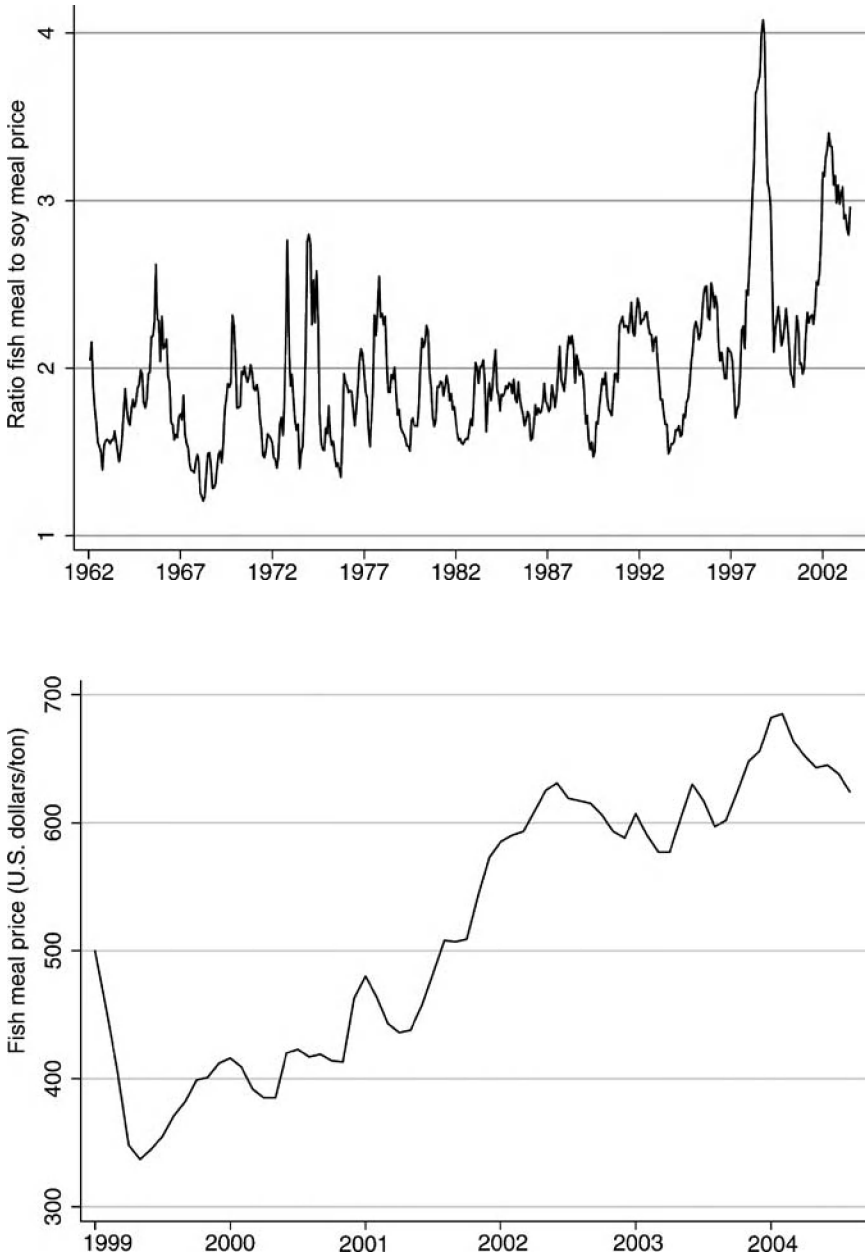 Ratio fish meal to soy meal price
4
3
2
1
1962 1967 1972 1977 1982 1987 1992 1997 2002
Fish meal price (U.S. dollars/ton)
700
600
500
400
300
1999 2000 2001 2002 2003 2004